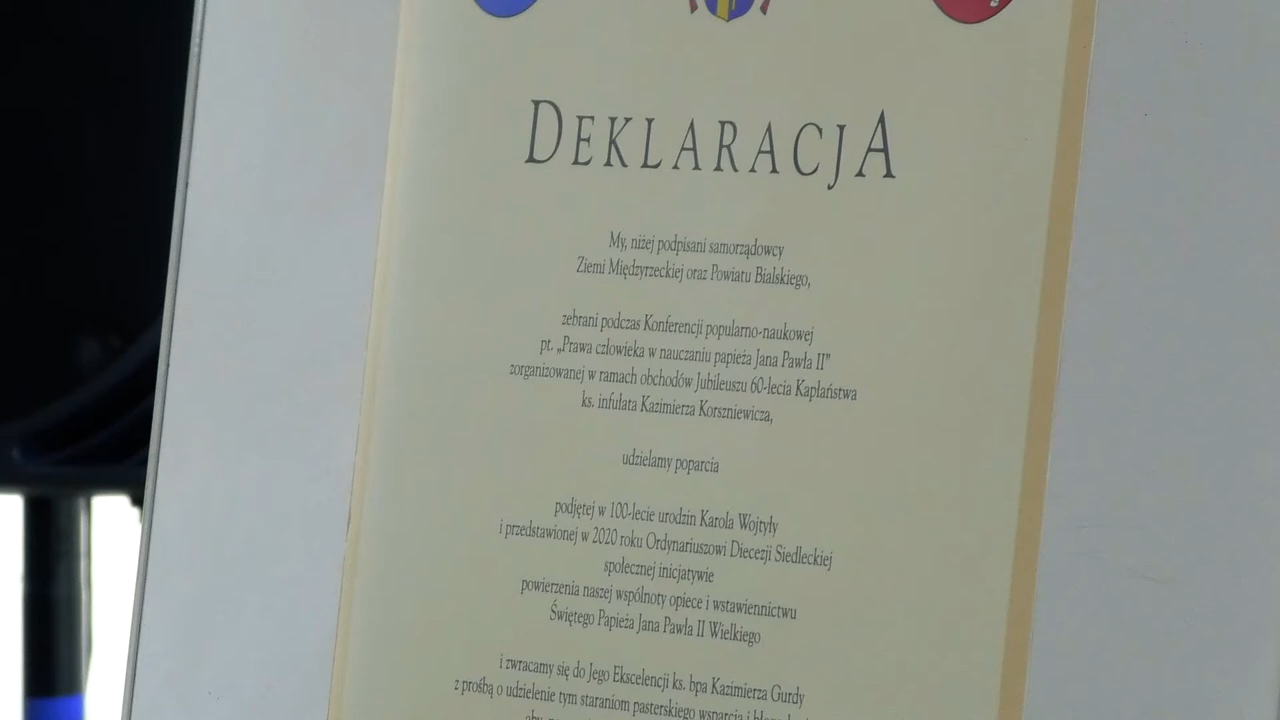 DEKLARACJA
My, niżej podpisani samorządowcy
Ziemi Międzyrzeckiej oraz Powiatu Bialskiego,
zebrani podczas Konferencji popularno-naukowej
pt. „Prawa człowieka w nauczaniu papieża Jana Pawła II"
zorganizowanej w ramach obchodów Jubileuszu 60-lecia Kapłaństwa
ks. infułata Kazimierza Korszniewicza,
udzielamy poparcia
podjętej w 100-lecie urodzin Karola Wojtyły
i przedstawionej w 2020 roku Ordynariuszowi Diecezji Siedleckiej
społecznej inicjatywie
powierzenia naszej wspólnoty opiece i wstawiennictwu
Świętego Papieża Jana Pawła II Wielkiego
i zwracamy się do Jego Ekscelencji ks. bpa Kazimierza Gurdy
z prośbą o udzielenie tym staraniom pasterskiego wsparcia i